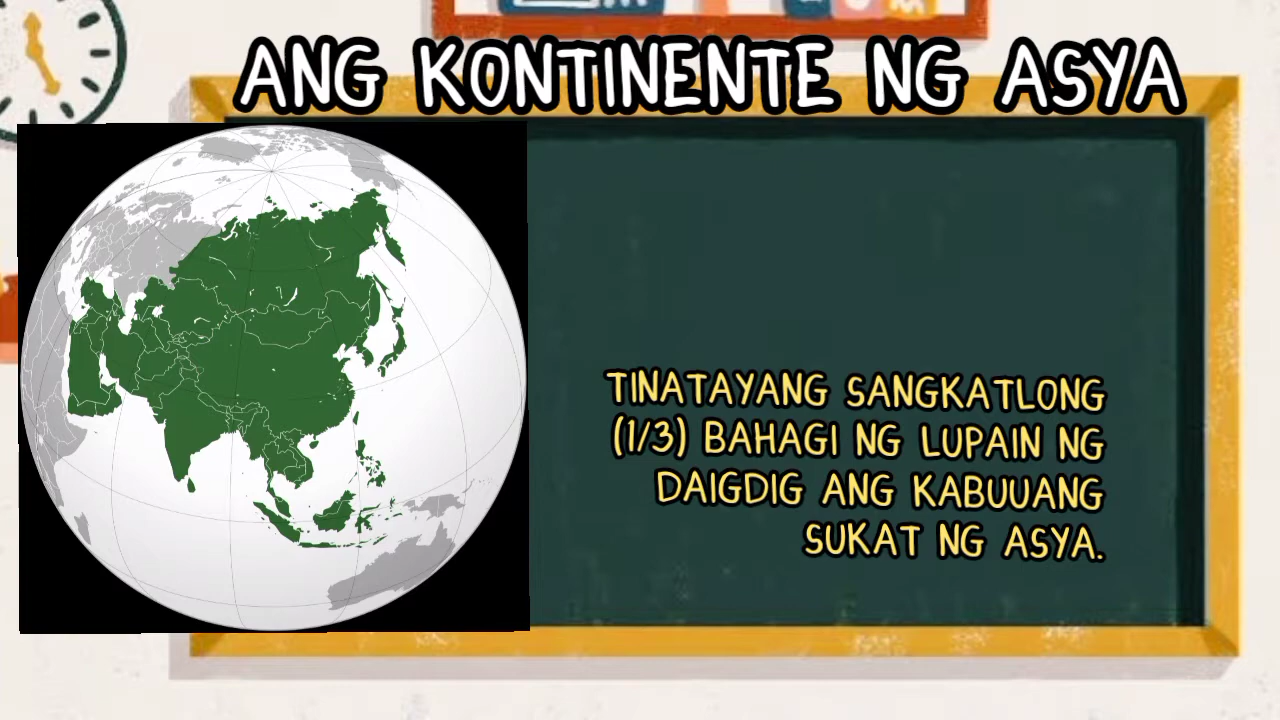 ANG KONTINENTE NG ASYA
TINATAYANG SANGKATLONG
(1/3) BAHAGI NG LUPAIN NG
DAIGDIG ANG KABUUANG
SUKAT NG ASYA.